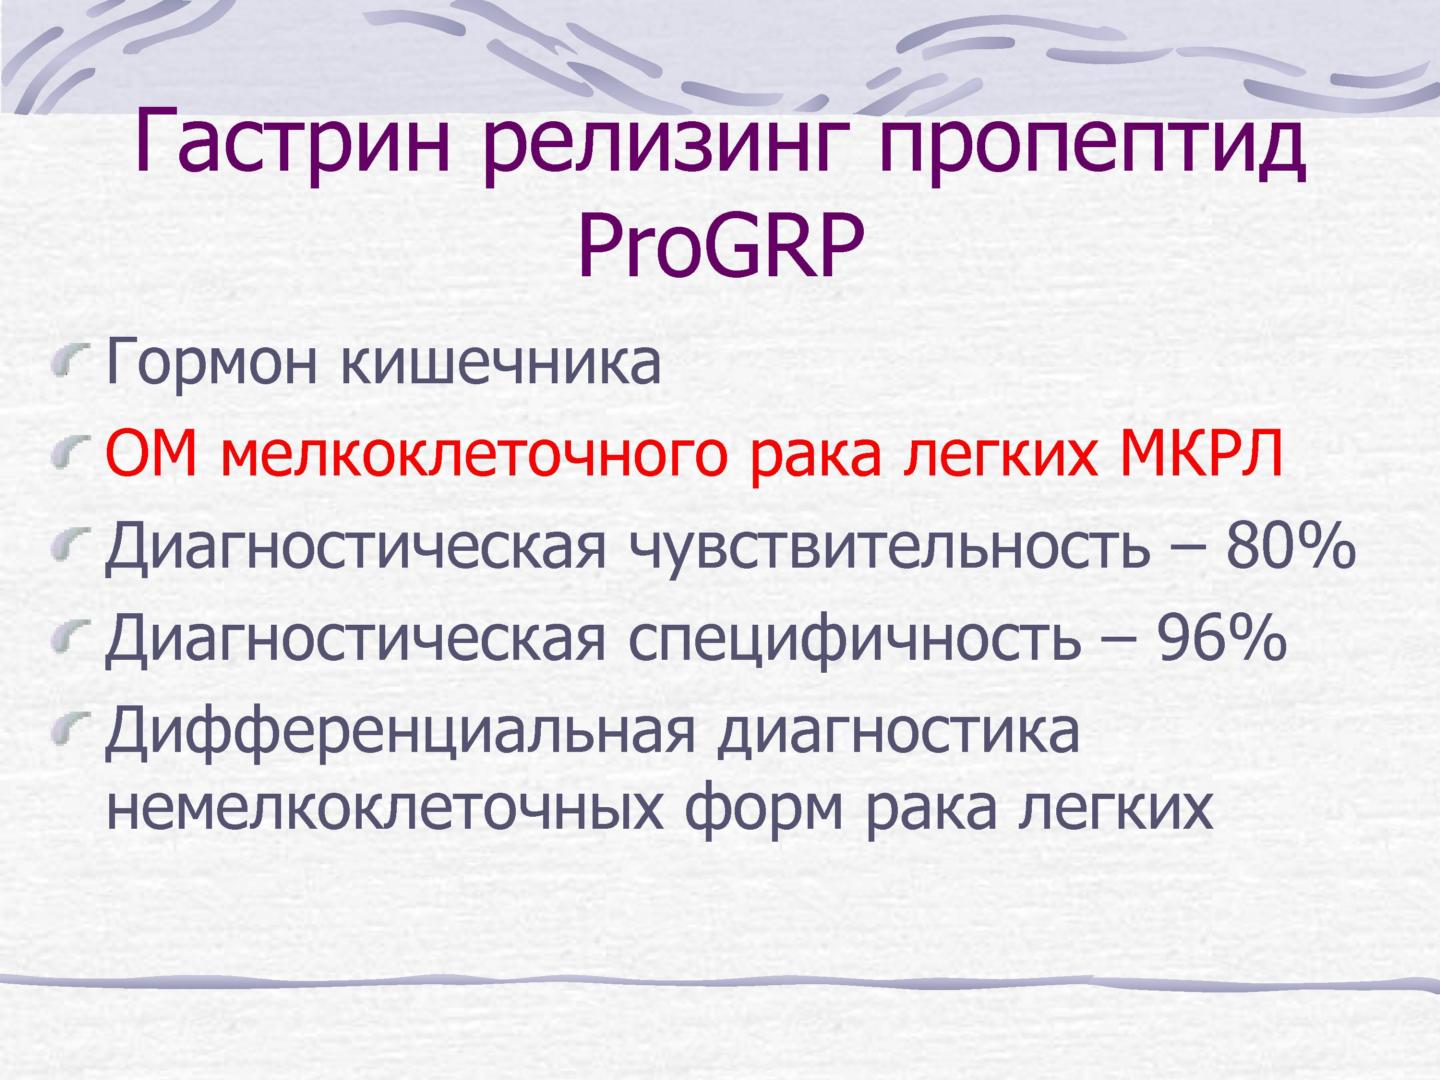 Гастрин релизинг пропептид
ProGRP
Гормон кишечника
ОМ мелкоклеточного рака легких МКРЛ
Диагностическая чувствительность – 80%
Диагностическая специфичность – 96%
Дифференциальная диагностика
немелкоклеточных форм рака легких